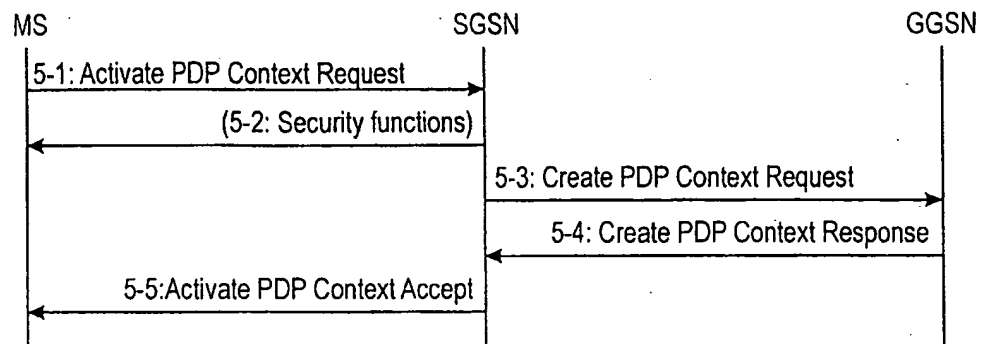 MS SGSN GGSN
5-1: Activate PDP Context Request
(5-2: Security functions)
5-3: Create PDP Context Request
5-4: Create PDP Context Response
5-5:Activate PDP Context Accept